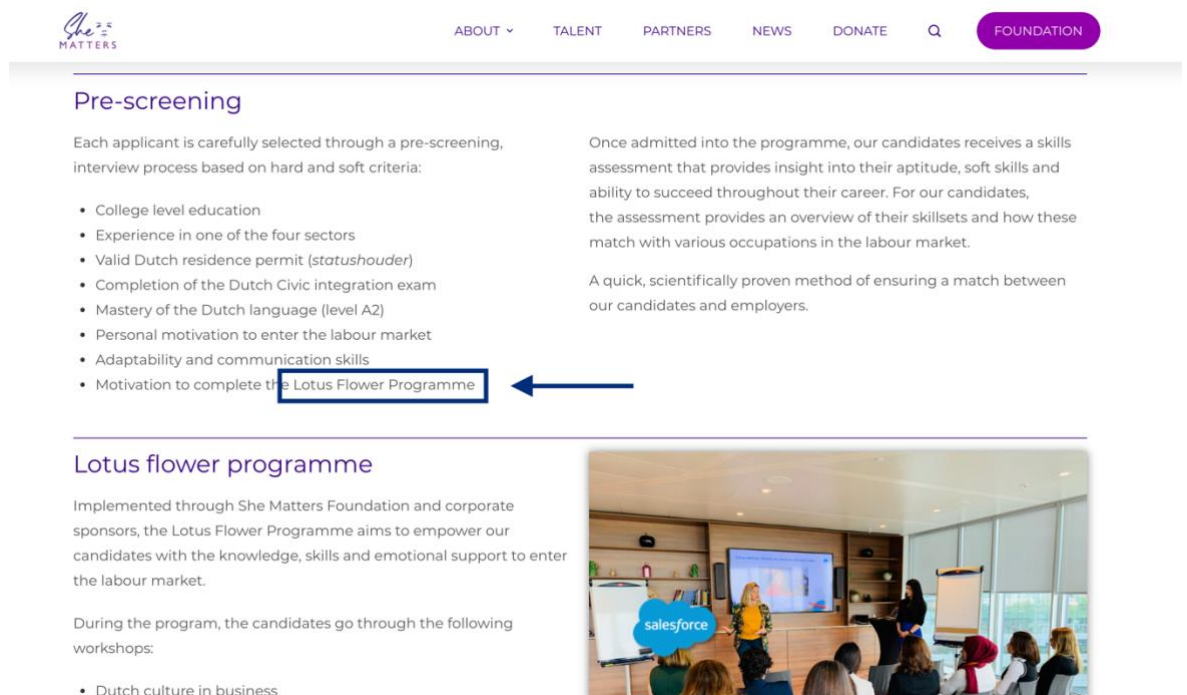 She
MATTERS
ABOUT
TALENT
PARTNERS
NEWS
DONATE
FOUNDATION
Pre-screening
Each applicant is carefully selected through a pre-screening,
interview process based on hard and soft criteria:
• College level education
• Experience in one of the four sectors
• Valid Dutch residence permit (statushouder)
• Completion of the Dutch Civic integration exam
• Mastery of the Dutch language (level A2)
• Personal motivation to enter the labour market
• Adaptability and communication skills
• Motivation to complete the Lotus Flower Programme
Once admitted into the programme, our candidates receives a skills
assessment that provides insight into their aptitude, soft skills and
ability to succeed throughout their career. For our candidates,
the assessment provides an overview of their skillsets and how these
match with various occupations in the labour market.
A quick, scientifically proven method of ensuring a match between
our candidates and employers.
Lotus flower programme
Implemented through She Matters Foundation and corporate
sponsors, the Lotus Flower Programme aims to empower our
candidates with the knowledge, skills and emotional support to enter
the labour market.
During the program, the candidates go through the following
workshops:
• Dutch culture in business
salesforce